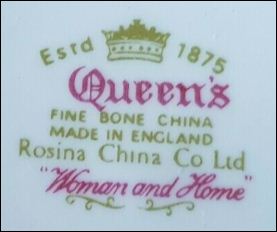 Estd 1875
Queen's
FINE BONE CHINA
MADE IN ENGLAND
Rosina China Co Ltd
"Woman and Home"